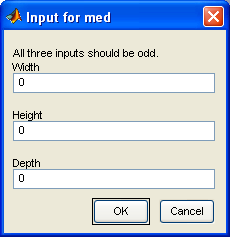 Input for med
All three inputs should be odd.
Width
0
Height
0
Depth
0
OK Cancel